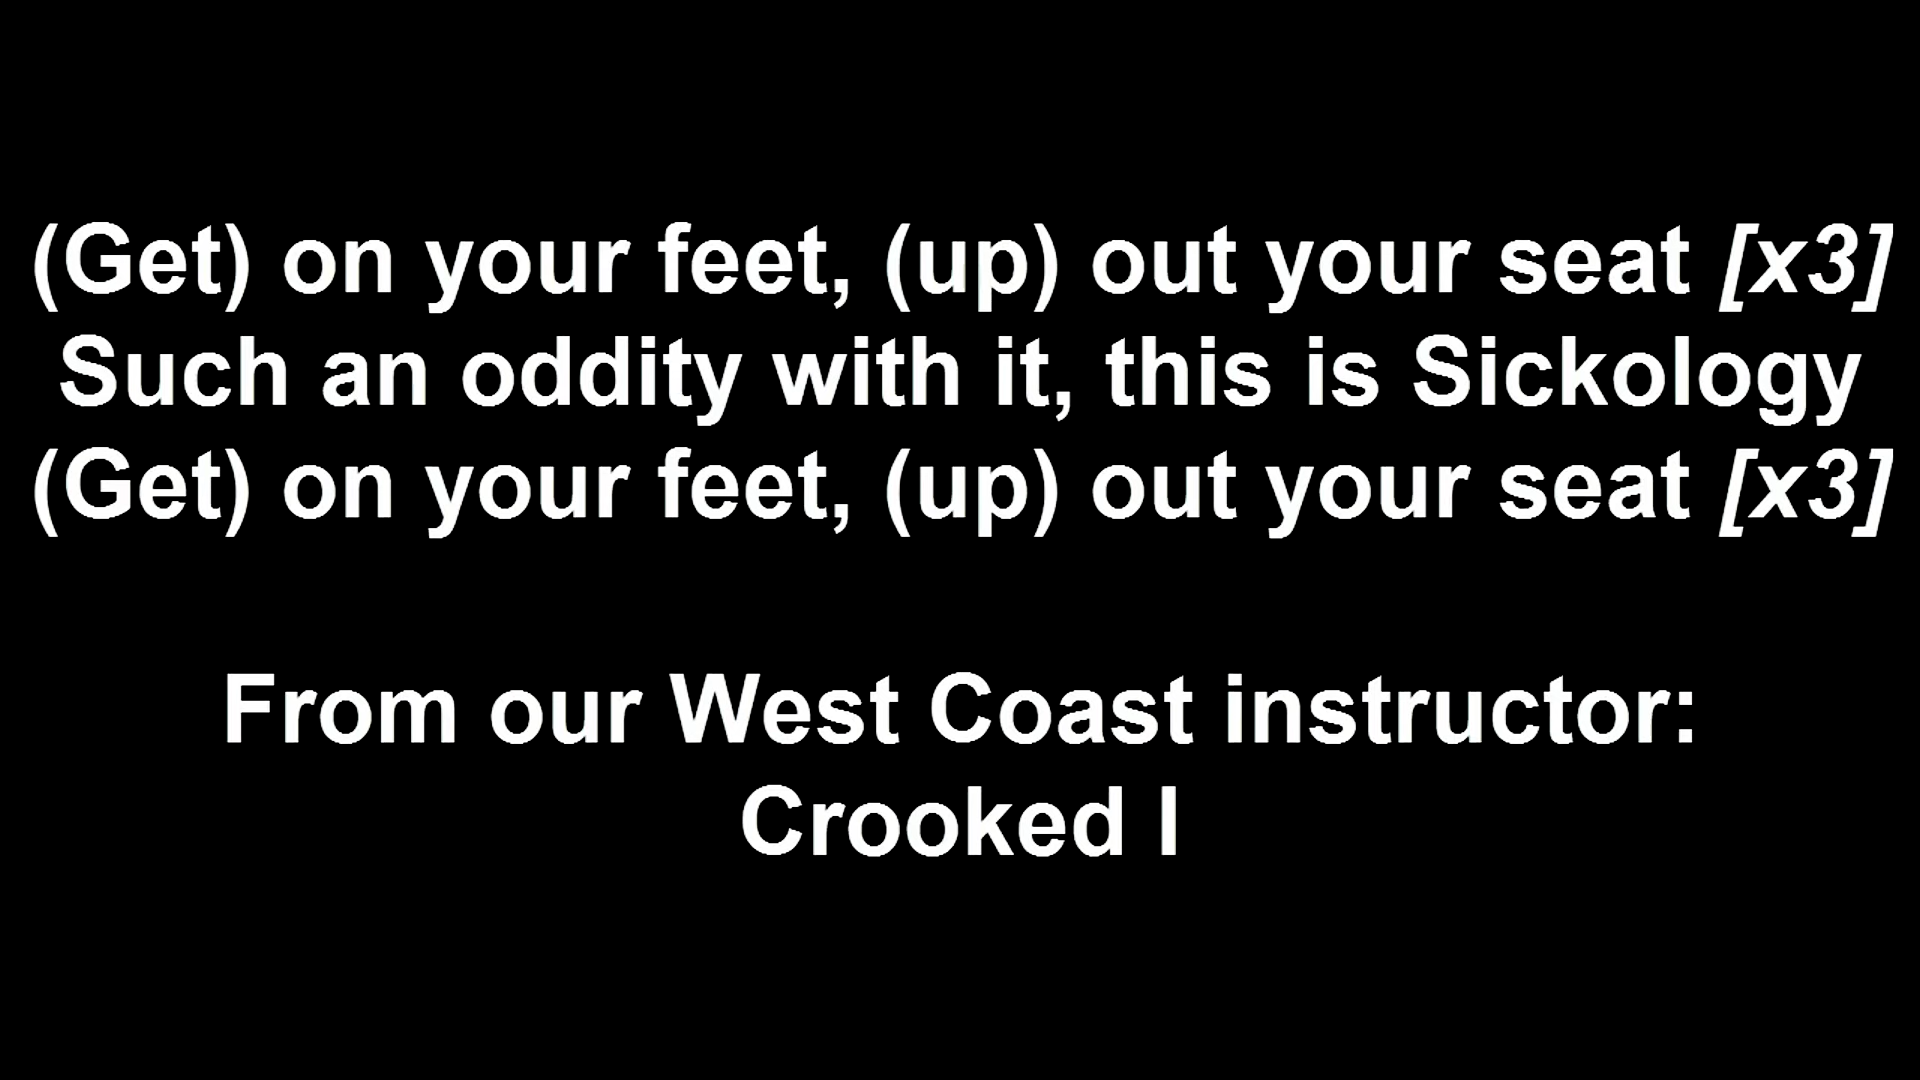 (Get) on your feet, (up) out your seat [x3]
Such an oddity with it, this is Sickology
(Get) on your feet, (up) out your seat [x3]
From our West Coast instructor:
Crooked I